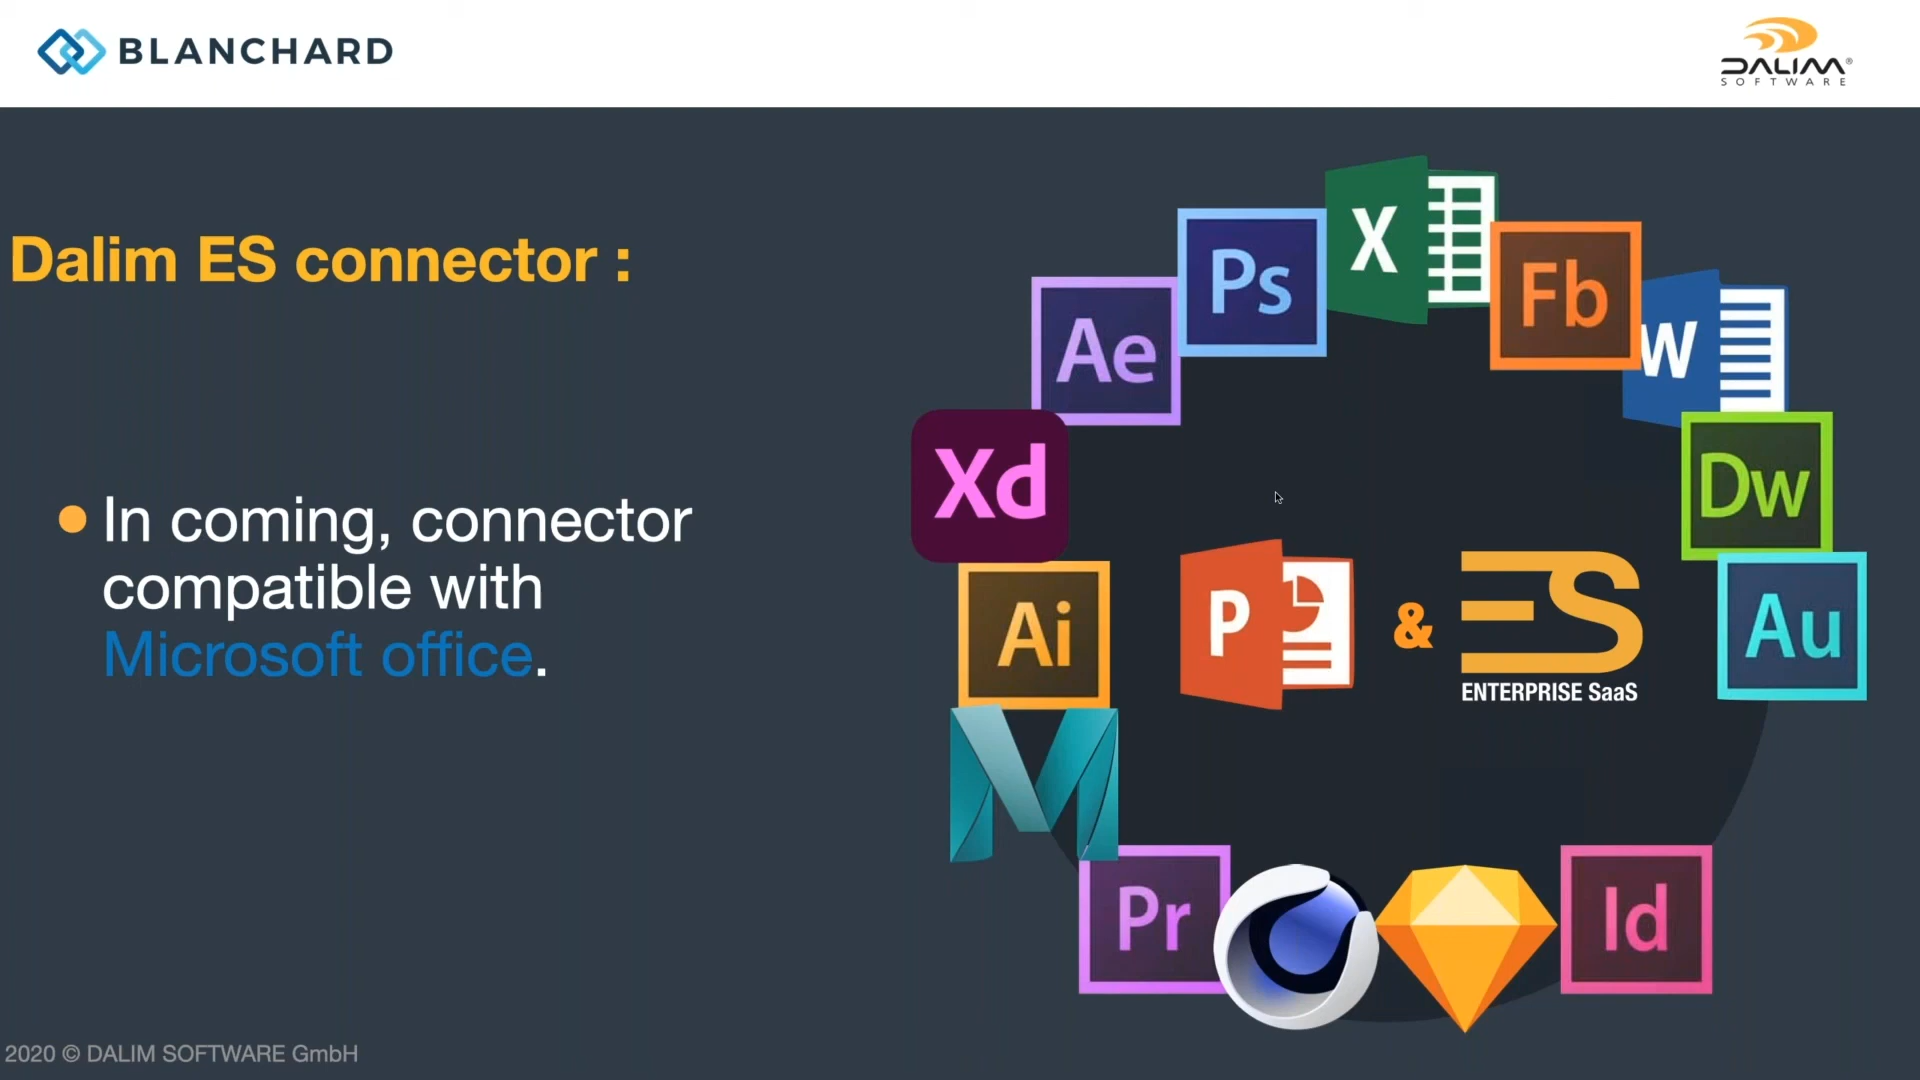 BLANCHARD
DALIM®
SOFTWARE
Dalim ES connector :
In coming, connector
compatible with
Microsoft office.
X
Ps
Fb
Ae
W
Xd
Dw
Ai
P
&
ES
ENTERPRISE SaaS
Au
M
Pr
Id
2020 © DALIM SOFTWARE GmbH